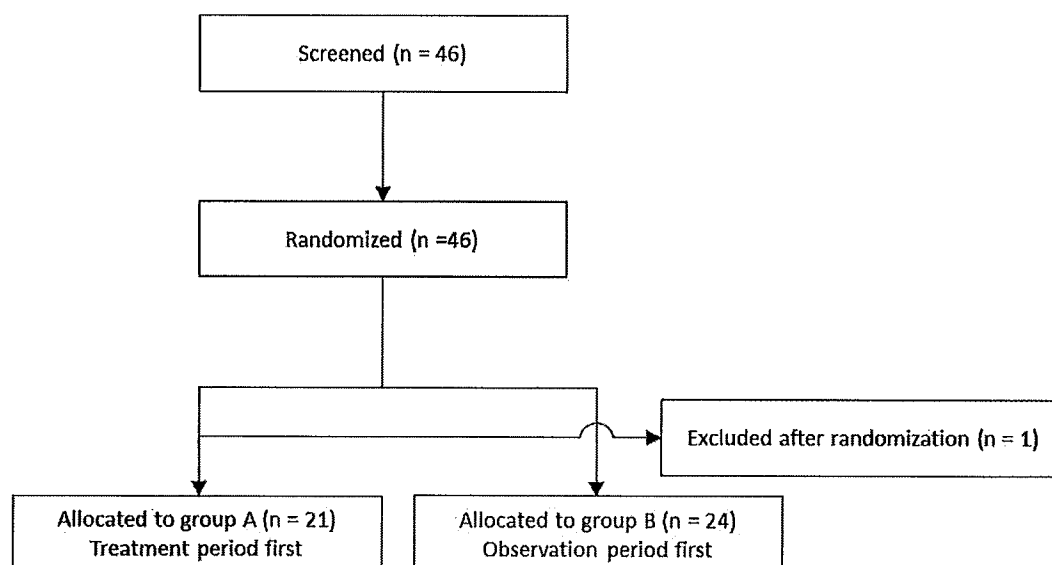 Screened (n = 46)
Randomized (n =46)
Excluded after randomization (n = 1)
Allocated to group A (n = 21)
Treatment period first
Allocated to group B (n = 24)
Observation period first